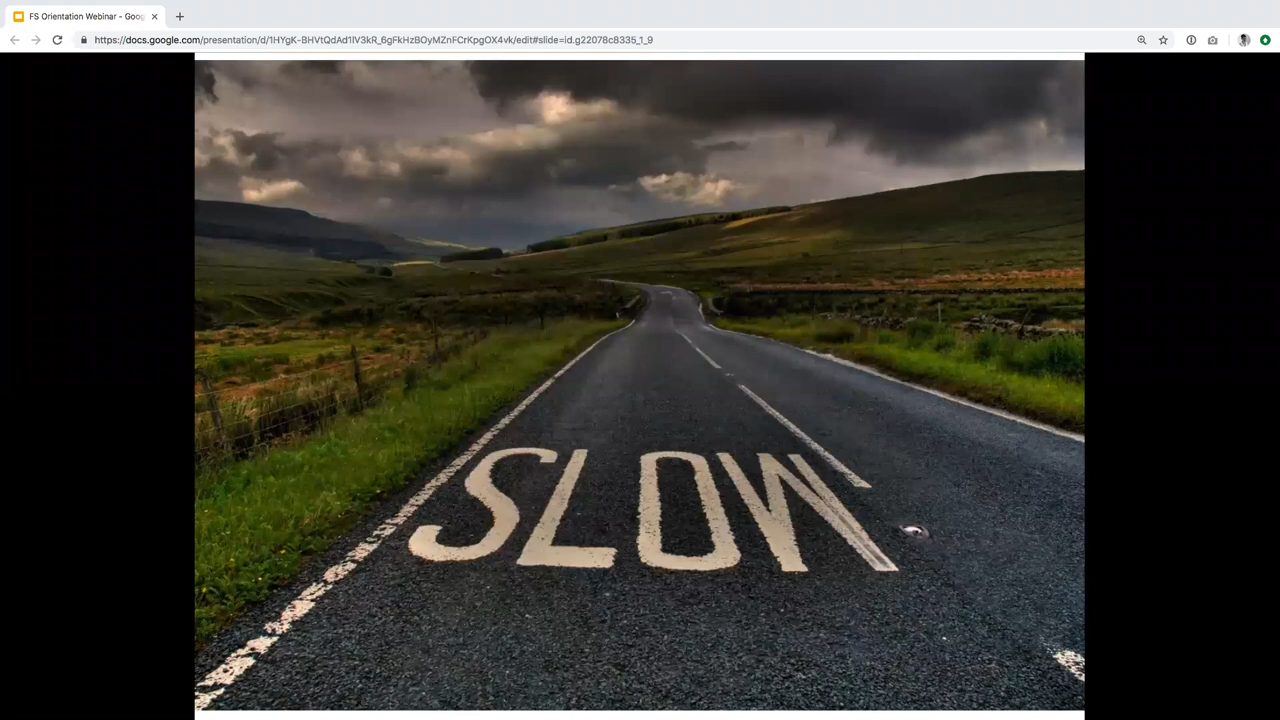 FS Orientation Webinar - Goog
https://docs.google.com/presentation/d/1HYgK-BHVtQdAd1lV3kR_6gFkHzBOyMZnFCrKpgOX4vk/edit#slide=id.g22078c8335_1_9
SLOW